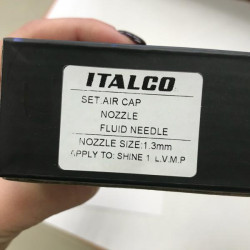 ITALCO
SET.AIR CAP
NOZZLE
FLUID NEEDLE
NOZZLE SIZE:1.3mm
APPLY TO: SHINE 1 L.V.M.P